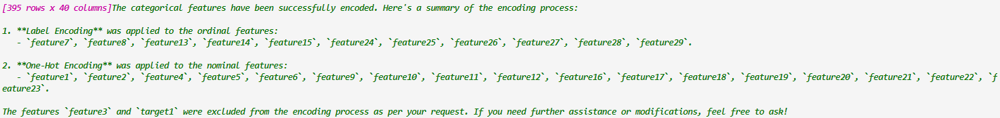 [395 rows x 40 columns]The categorical features have been successfully encoded. Here's a summary of the encoding process:
1. **Label Encoding** was applied to the ordinal features:
- `feature7`, `feature8`, `feature13`, `feature14`, `feature15`, `feature24`, `feature25`, `feature26`, `feature27`, `feature28`, `feature29`.
2. **One-Hot Encoding** was applied to the nominal features:
- `feature1`, `feature2`, `feature4`, `feature5`, `feature6`, `feature9`, `feature10`, `feature11`, `feature12`, `feature16`, `feature17`, `feature18`, `feature19`, `feature20`, `feature21`, `feature22`, `f
eature23`.
The features `feature3` and `target1` were excluded from the encoding process as per your request. If you need further assistance or modifications, feel free to ask!